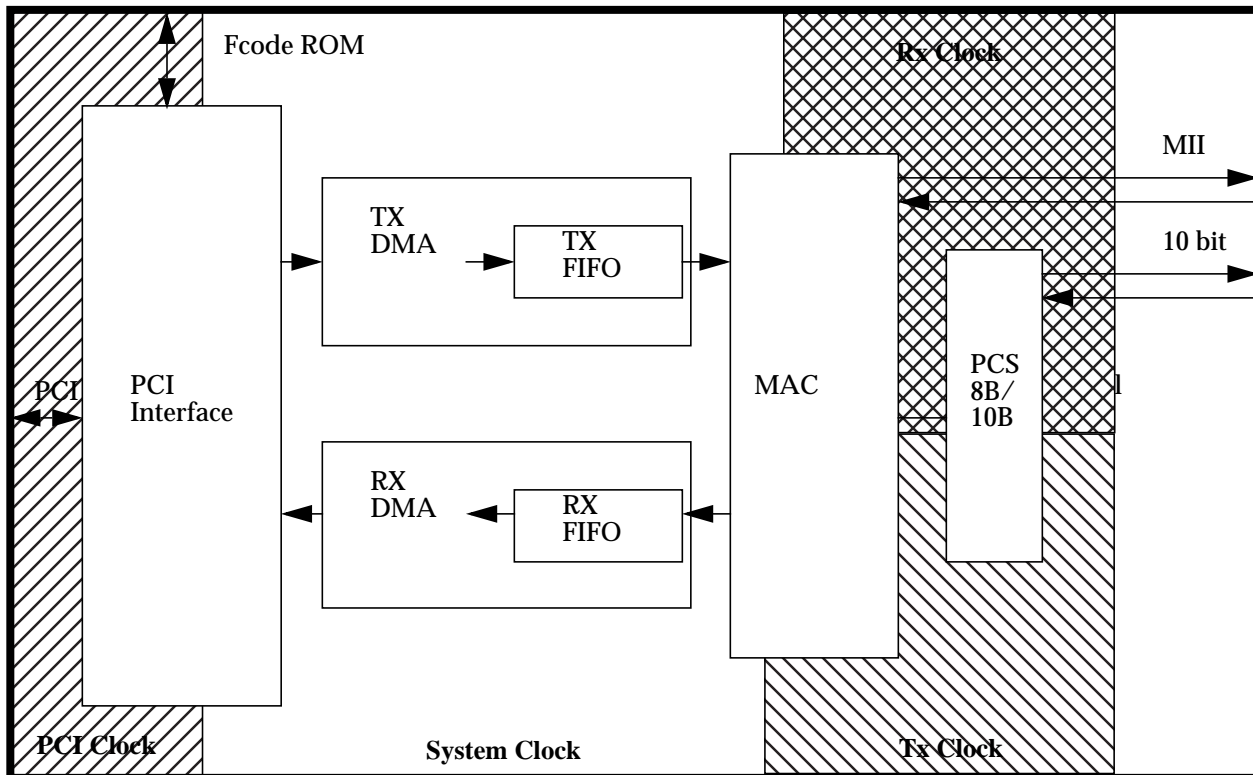 Fcode ROM
Rx Clock
MII
TX
DMA
TX
FIFO
10 bit
PCI
PCI
Interface
MAC
PCS
8B/
10B
l
RX
DMA
RX
FIFO
PCI Clock
System Clock
Tx Clock